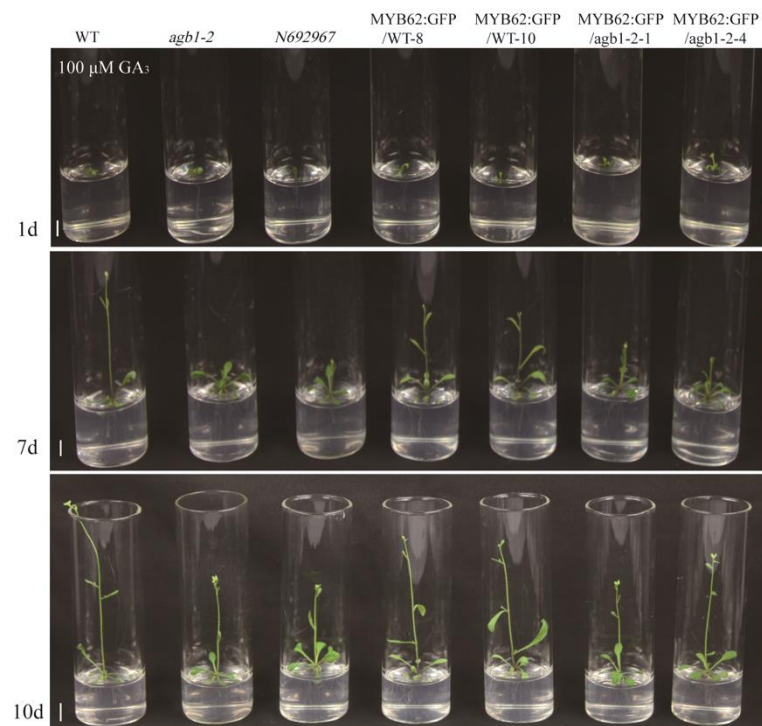 WT agb1-2 N692967 MYB62:GFP MYB62:GFP MYB62:GFP MYB62:GFP
/WT-8 /WT-10 /agb1-2-1 /agb1-2-4
100 μM GA₃
1d
7d
10d